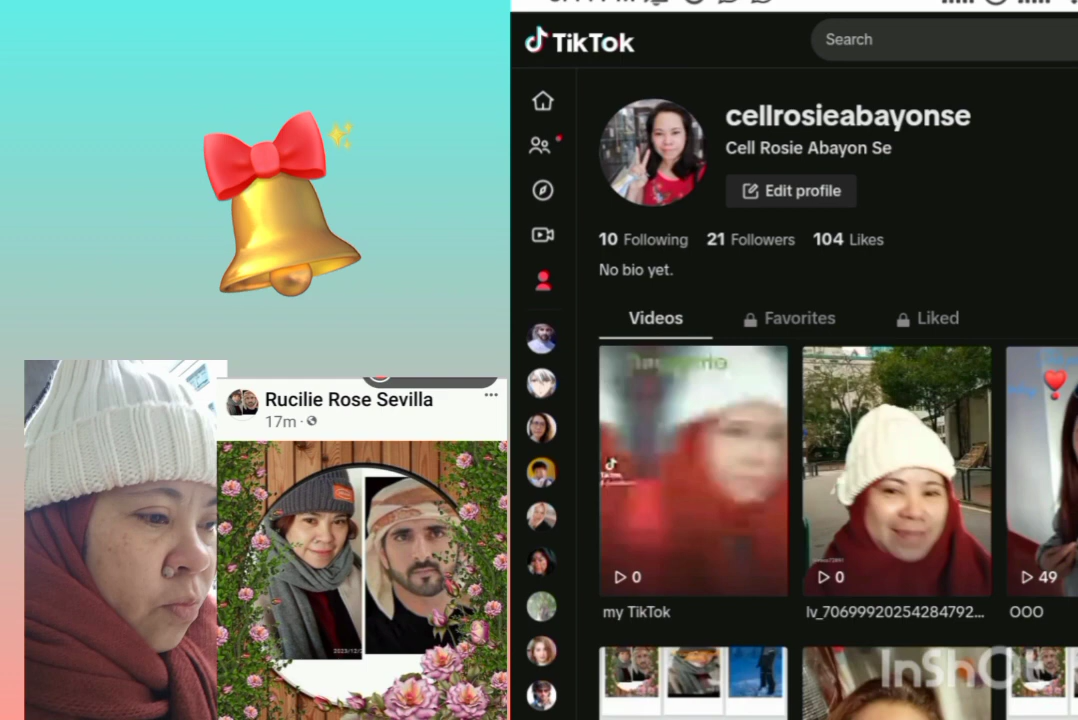 Rucilie Rose Sevilla
17m
TikTok
Search
cellrosieabayonse
Cell Rosie Abayon Se
Edit profile
10 Following 21 Followers 104 Likes
No bio yet.
Videos Favorites Liked
0 0 49
my TikTok lv_70699920254284792... OOO
InShOt